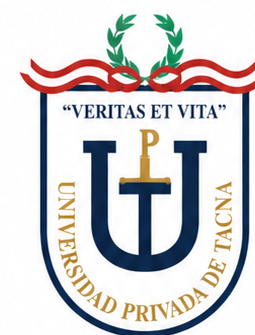 “VERITAS ET VITA”
P
UNIVERSIDAD PRIVADA DE TACNA